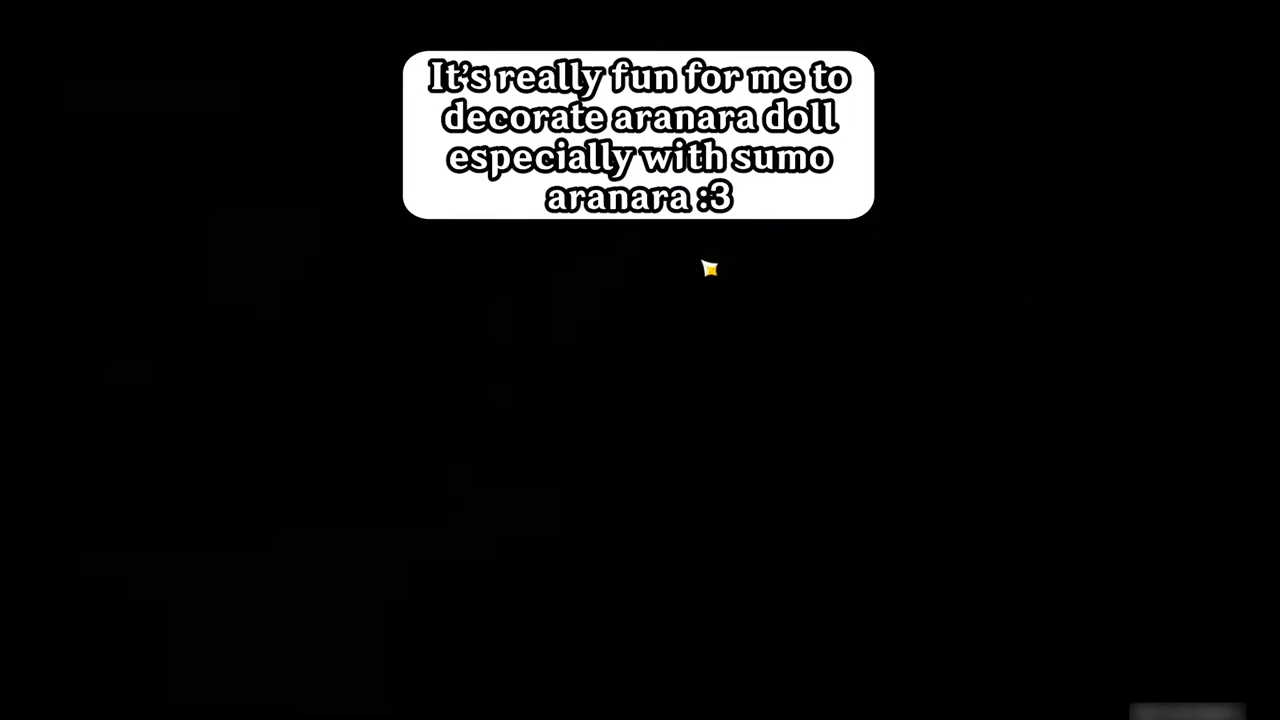 It's really fun for me to
decorate aranara doll
especially with sumo
aranara :3